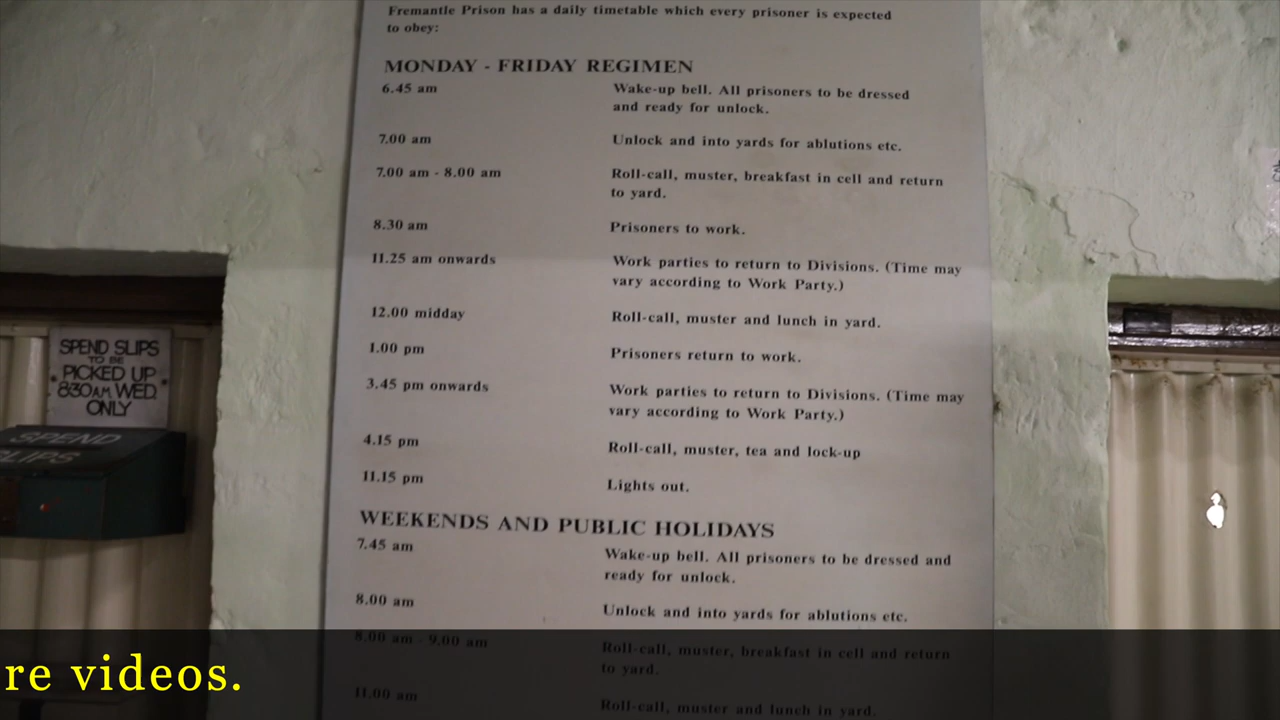 Fremantle Prison has a daily timetable which every prisoner is expected
to obey:
MONDAY - FRIDAY REGIMEN
6.45 am Wake-up bell. All prisoners to be dressed
and ready for unlock.
7.00 am Unlock and into yards for ablutions etc.
7.00 am - 8.00 am Roll-call, muster, breakfast in cell and return
to yard.
8.30 am Prisoners to work.
11.25 am onwards Work parties to return to Divisions. (Time may
vary according to Work Party.)
12.00 midday Roll-call, muster and lunch in yard.
1.00 pm Prisoners return to work.
3.45 pm onwards Work parties to return to Divisions. (Time may
vary according to Work Party.)
4.15 pm Roll-call, muster, tea and lock-up
11.15 pm Lights out.
WEEKENDS AND PUBLIC HOLIDAYS
7.45 am Wake-up bell. All prisoners to be dressed and
ready for unlock.
8.00 am Unlock and into yards for ablutions etc.
8.00 am - 9.00 am Roll-call, muster, breakfast in cell and return
to yard.
11.00 am Roll-call, muster and lunch in yard.
SPEND SLIPS
TO BE
PICKED UP
830AM WED.
ONLY
SPEND
SLIPS
re videos.